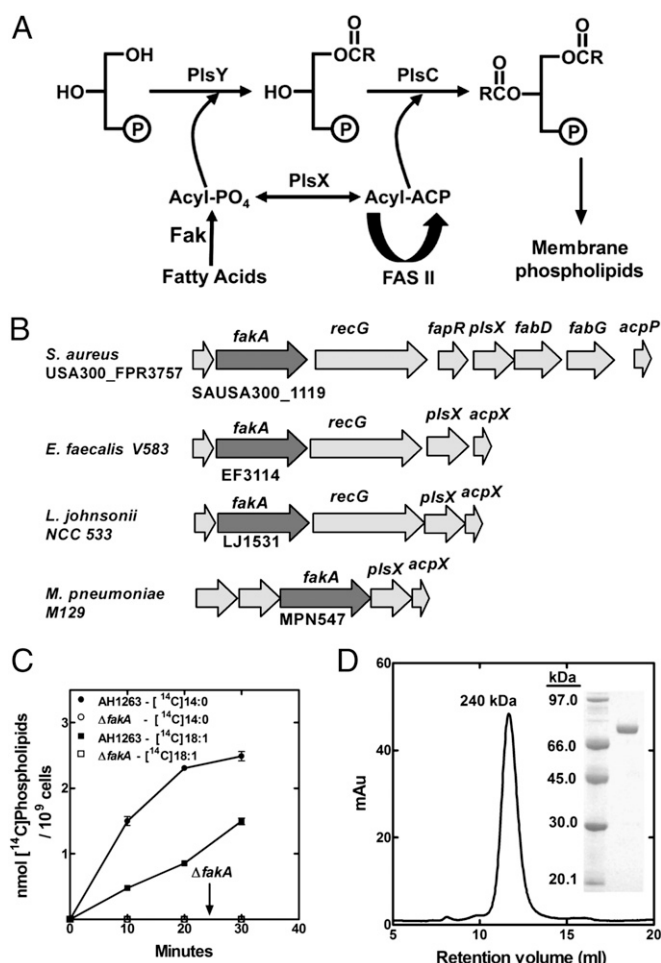 A
O
OH
OCR
PlsY
PlsC
HO
P
HO
P
O
RCO
O
OCR
P
Acyl-PO4
PlsX
Acyl-ACP
Fak
Fatty Acids
FAS II
Membrane
phospholipids
B
fakA recG fapR plsX fabD fabG acpP
S. aureus
USA300_FPR3757
SAUSA300_1119
fakA recG plsX acpX
E. faecalis V583
EF3114
fakA recG plsX acpX
L. johnsonii
NCC 533
LJ1531
fakA plsX acpX
M. pneumoniae
M129
MPN547
C
nmol [14C]Phospholipids
/ 109 cells
3
2
1
0
0 10 20 30 40
Minutes
AH1263 - [14C]14:0
ΔfakA - [14C]14:0
AH1263 - [14C]18:1
ΔfakA - [14C]18:1
ΔfakA
D
mAu
60
40
20
0
5 10 15 20
Retention volume (ml)
240 kDa
kDa
97.0
66.0
45.0
30.0
20.1